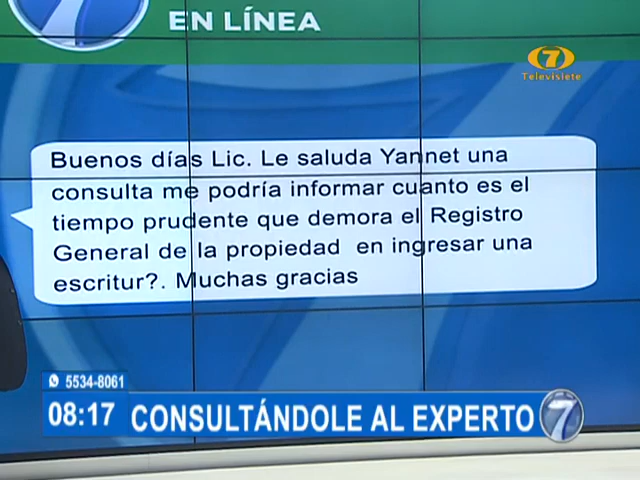 7
EN LÍNEA
7
Televisiete
Buenos días Lic. Le saluda Yannet una
consulta me podría informar cuanto es el
tiempo prudente que demora el Registro
General de la propiedad en ingresar una
escritur?. Muchas gracias
5534-8061
08:17 CONSULTÁNDOLE AL EXPERTO 7